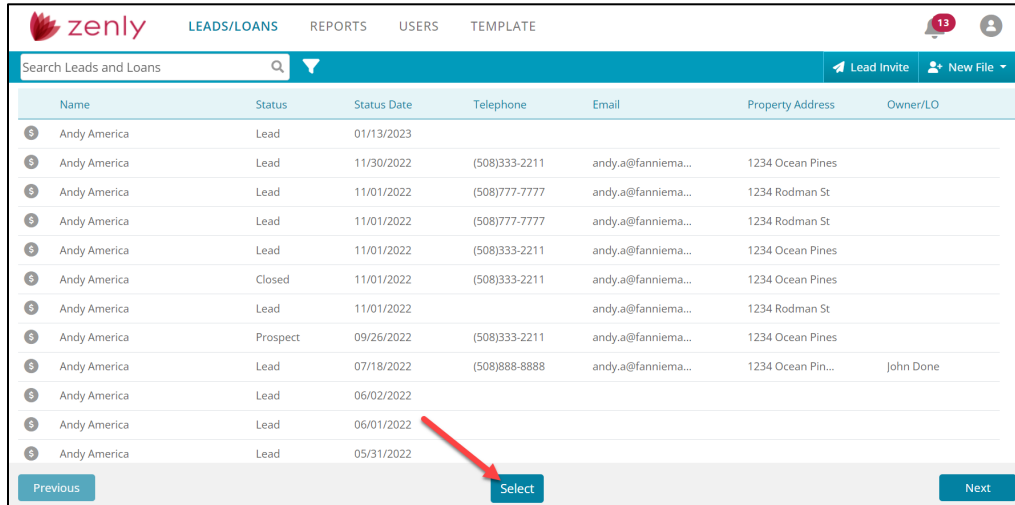 zenly LEADS/LOANS REPORTS USERS TEMPLATE 13
Search Leads and Loans Lead Invite New File
Name Status Status Date Telephone Email Property Address Owner/LO
$ Andy America Lead 01/13/2023
$ Andy America Lead 11/30/2022 (508)333-2211 andy.a@fanniema... 1234 Ocean Pines
$ Andy America Lead 11/01/2022 (508)777-7777 andy.a@fanniema... 1234 Rodman St
$ Andy America Lead 11/01/2022 (508)777-7777 andy.a@fanniema... 1234 Rodman St
$ Andy America Lead 11/01/2022 (508)333-2211 andy.a@fanniema... 1234 Ocean Pines
$ Andy America Closed 11/01/2022 (508)333-2211 andy.a@fanniema... 1234 Ocean Pines
$ Andy America Lead 11/01/2022 andy.a@fanniema... 1234 Rodman St
$ Andy America Prospect 09/26/2022 (508)333-2211 andy.a@fanniema... 1234 Ocean Pines
$ Andy America Lead 07/18/2022 (508)888-8888 andy.a@fanniema... 1234 Ocean Pin... John Done
$ Andy America Lead 06/02/2022
$ Andy America Lead 06/01/2022
$ Andy America Lead 05/31/2022
Previous Select Next